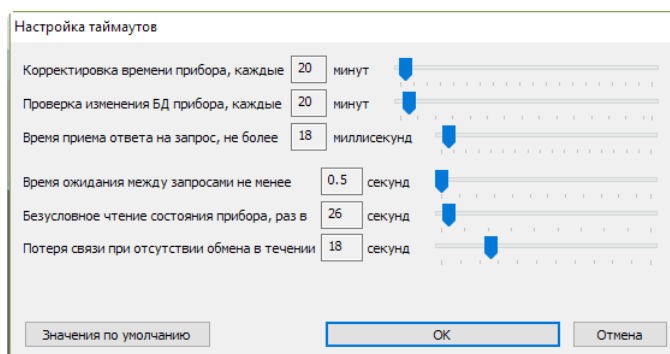 Настройка таймаутов
Корректировка времени прибора, каждые 20 минут
Проверка изменения БД прибора, каждые 20 минут
Время приема ответа на запрос, не более 18 миллисекунд
Время ожидания между запросами не менее 0.5 секунд
Безусловное чтение состояния прибора, раз в 26 секунд
Потеря связи при отсутствии обмена в течении 18 секунд
Значения по умолчанию OK Отмена